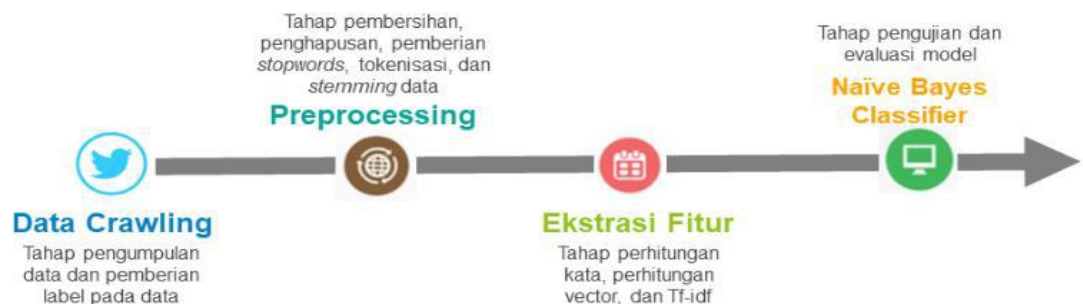 Data Crawling
Tahap pengumpulan
data dan pemberian
label pada data
Tahap pembersihan,
penghapusan, pemberian
stopwords, tokenisasi, dan
stemming data
Preprocessing
Ekstrasi Fitur
Tahap perhitungan
kata, perhitungan
vector, dan Tf-idf
Tahap pengujian dan
evaluasi model
Naïve Bayes
Classifier